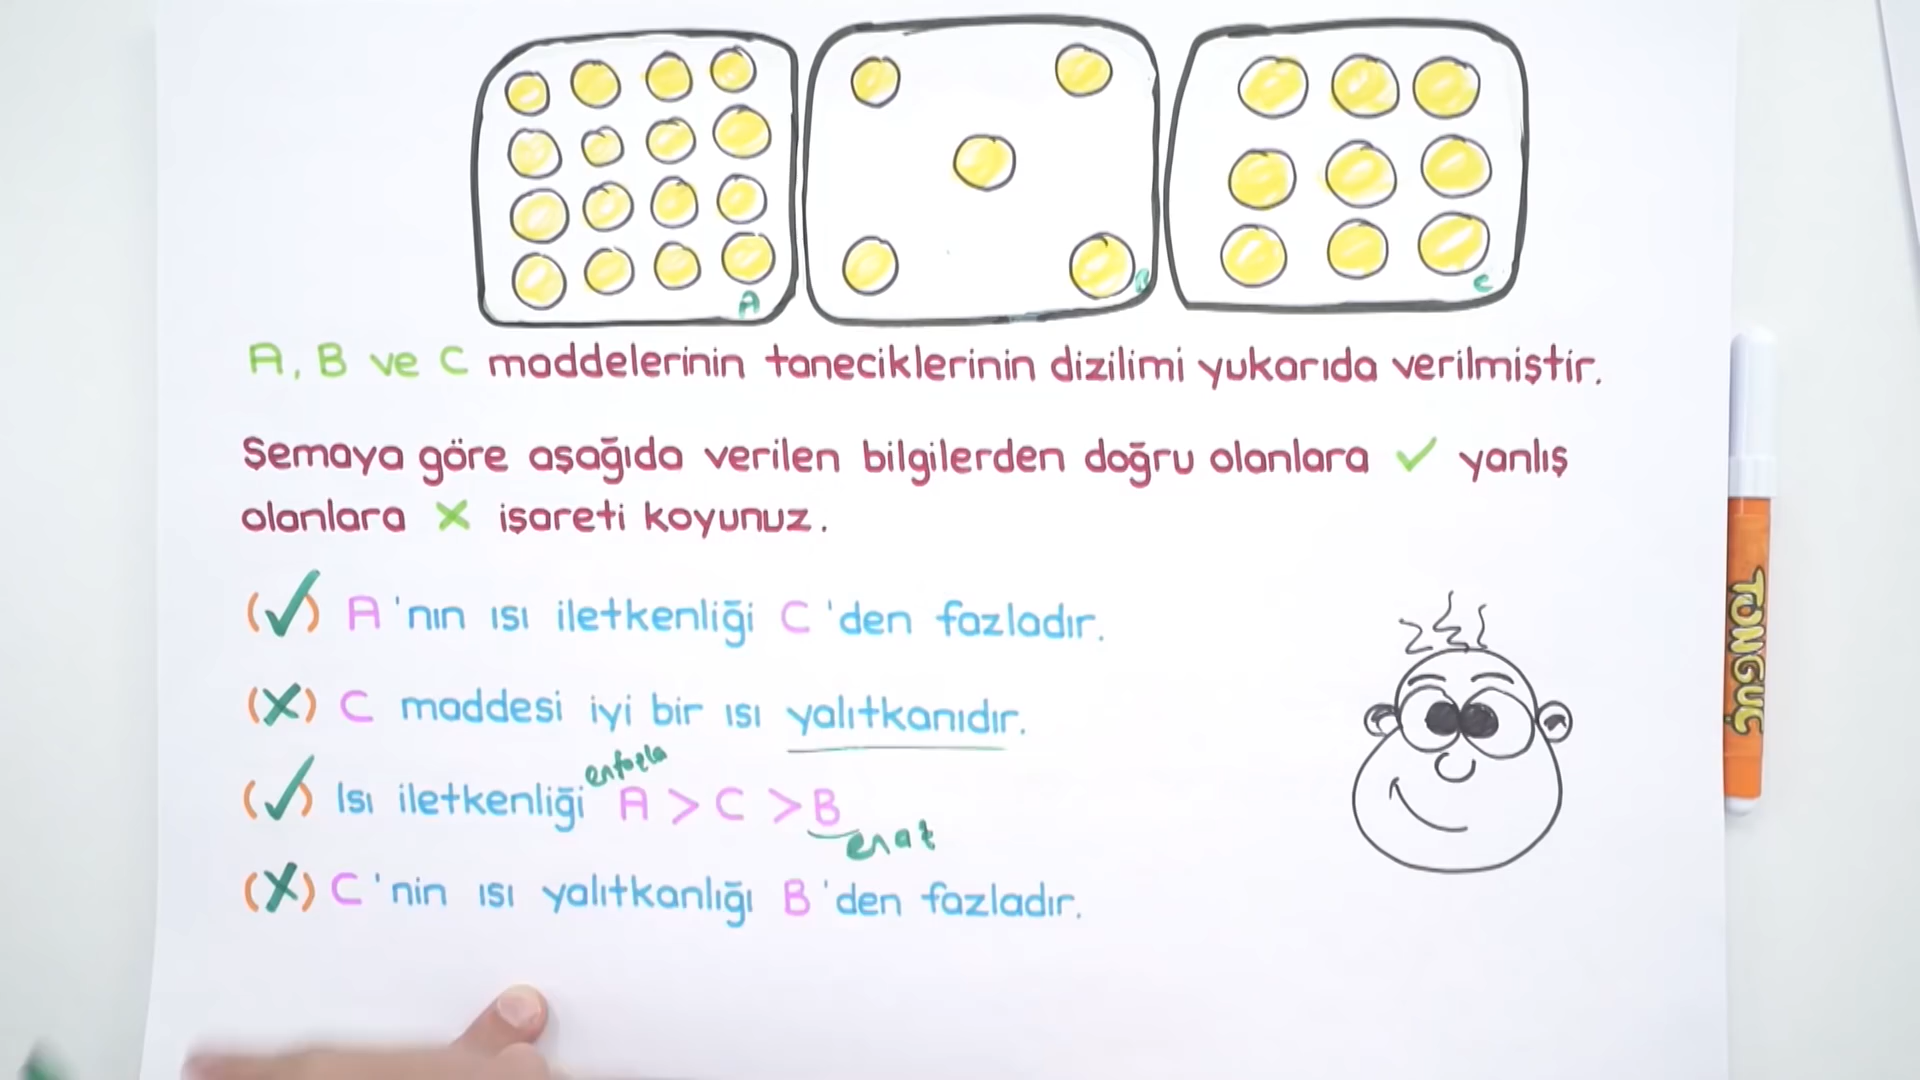 A
B
C
A, B ve C maddelerinin taneciklerinin dizilimi yukarıda verilmiştir.
Şemaya göre aşağıda verilen bilgilerden doğru olanlara ✓ yanlış
olanlara X işareti koyunuz.
(✓) A'nın ısı iletkenliği C'den fazladır.
(X) C maddesi iyi bir ısı yalıtkanıdır.
en fazla
(✓) Isı iletkenliği A > C > B
en az
(X) C'nin ısı yalıtkanlığı B'den fazladır.
TONGUÇ